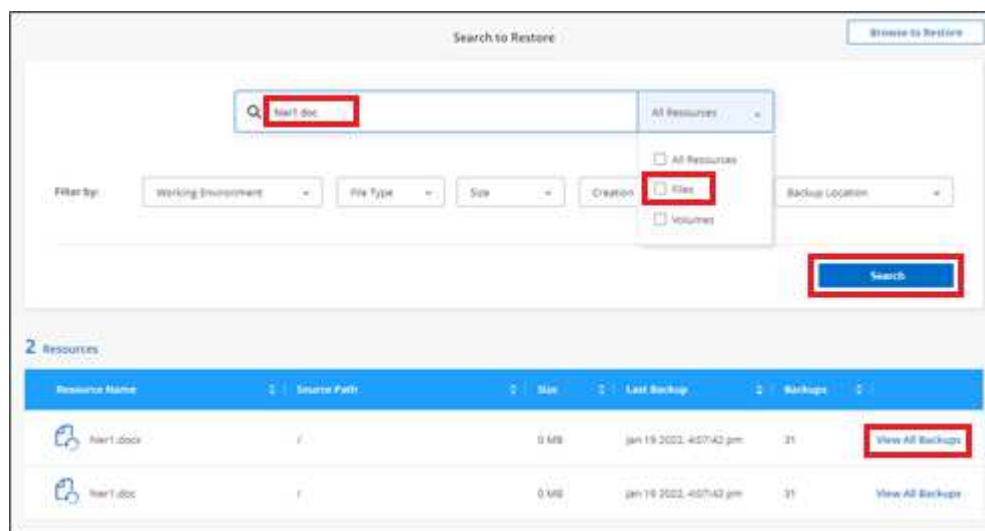 Search to Restore
Browse to Restore
hier1.doc
All Resources
All Resources
Filter by:
Working Environment
File Type
Size
Creation
Files
Backup Location
Volumes
Search
2 Resources
Resource Name
Source Path
Size
Last Backup
Backups
hier1.docx / 0 MB Jan 19 2022, 4:07:42 pm 31 View All Backups
hier1.doc / 0 MB Jan 19 2022, 4:07:42 pm 31 View All Backups